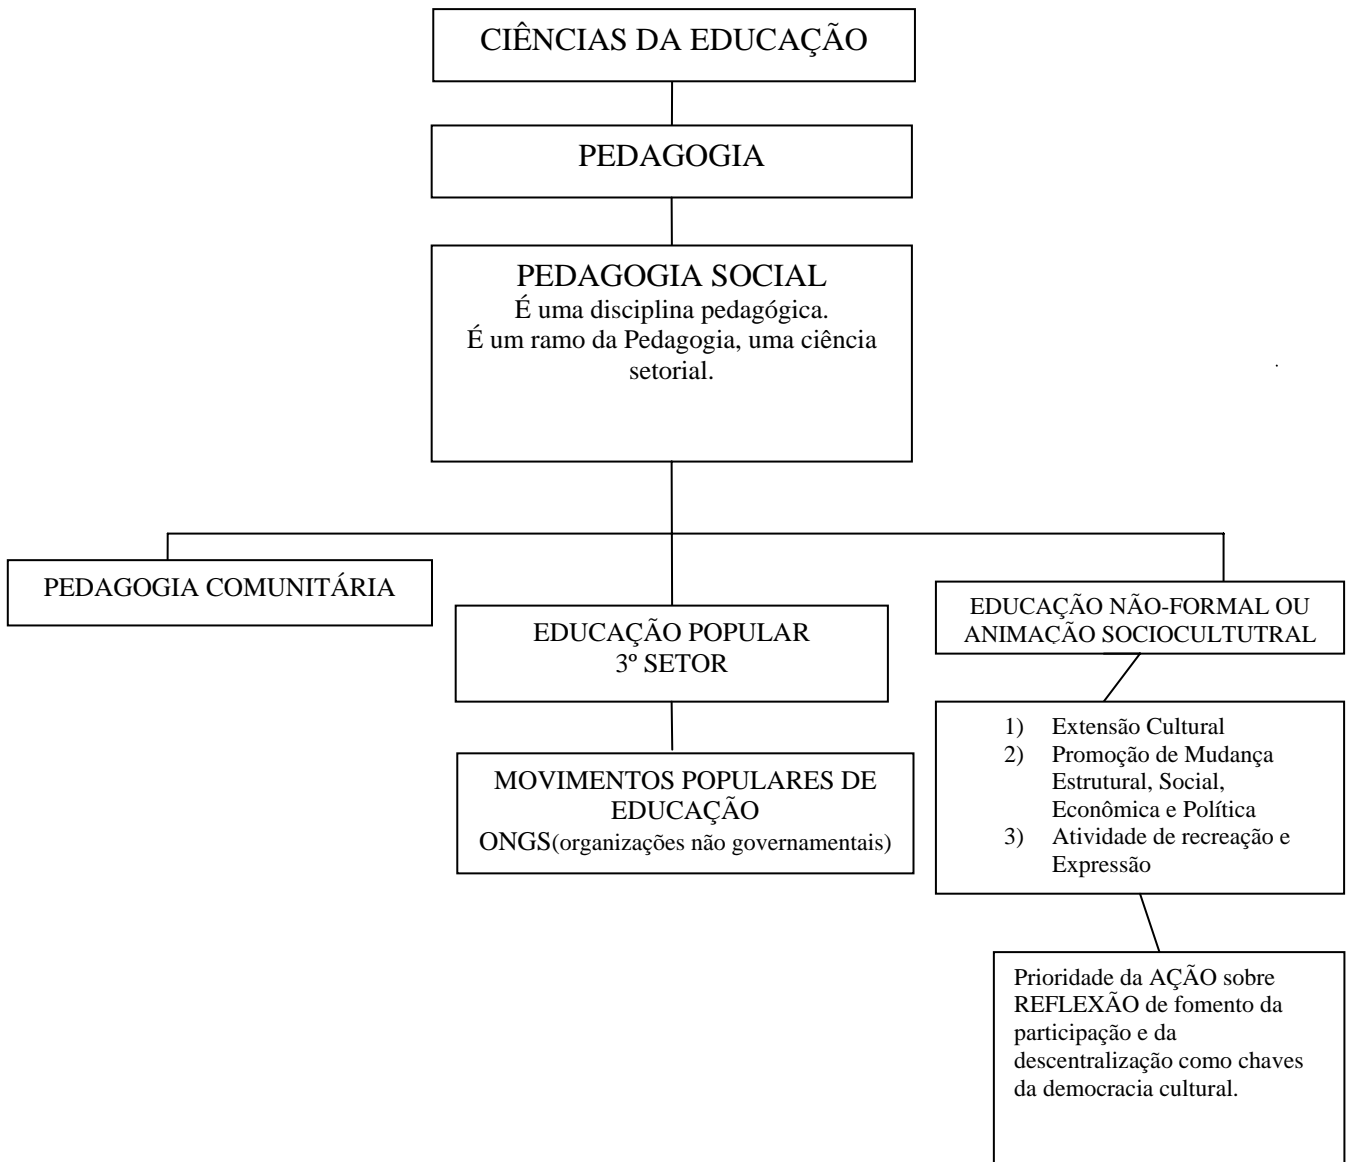 CIÊNCIAS DA EDUCAÇÃO
PEDAGOGIA
PEDAGOGIA SOCIAL
É uma disciplina pedagógica.
É um ramo da Pedagogia, uma ciência
setorial.
PEDAGOGIA COMUNITÁRIA
EDUCAÇÃO POPULAR
3º SETOR
MOVIMENTOS POPULARES DE
EDUCAÇÃO
ONGS(organizações não governamentais)
EDUCAÇÃO NÃO-FORMAL OU
ANIMAÇÃO SOCIOCULTUTRAL
1) Extensão Cultural
2) Promoção de Mudança
Estrutural, Social,
Econômica e Política
3) Atividade de recreação e
Expressão
Prioridade da AÇÃO sobre
REFLEXÃO de fomento da
participação e da
descentralização como chaves
da democracia cultural.